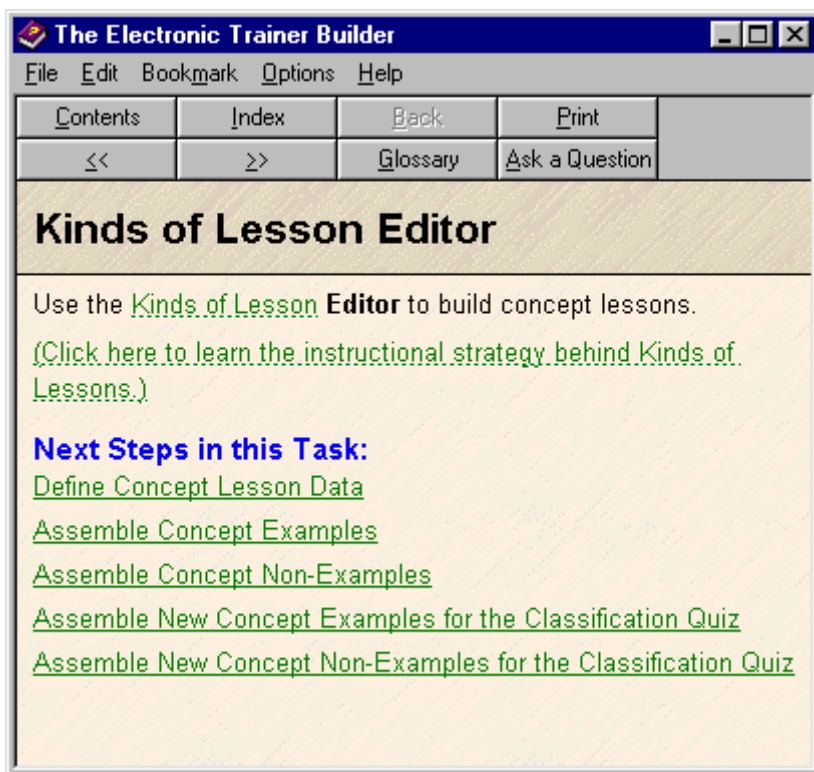 The Electronic Trainer Builder
File Edit Bookmark Options Help
Contents Index Back Print
<< >> Glossary Ask a Question
Kinds of Lesson Editor
Use the Kinds of Lesson Editor to build concept lessons.
(Click here to learn the instructional strategy behind Kinds of
Lessons.)
Next Steps in this Task:
Define Concept Lesson Data
Assemble Concept Examples
Assemble Concept Non-Examples
Assemble New Concept Examples for the Classification Quiz
Assemble New Concept Non-Examples for the Classification Quiz